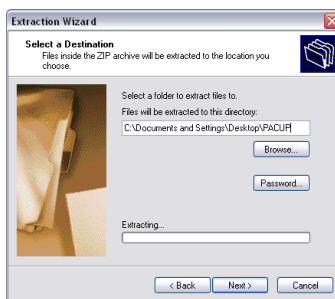 Extraction Wizard
Select a Destination
Files inside the ZIP archive will be extracted to the location you
choose.
Select a folder to extract files to.
Files will be extracted to this directory:
C:\Documents and Settings\Desktop\PACUP
Browse...
Password...
Extracting...
< Back
Next >
Cancel